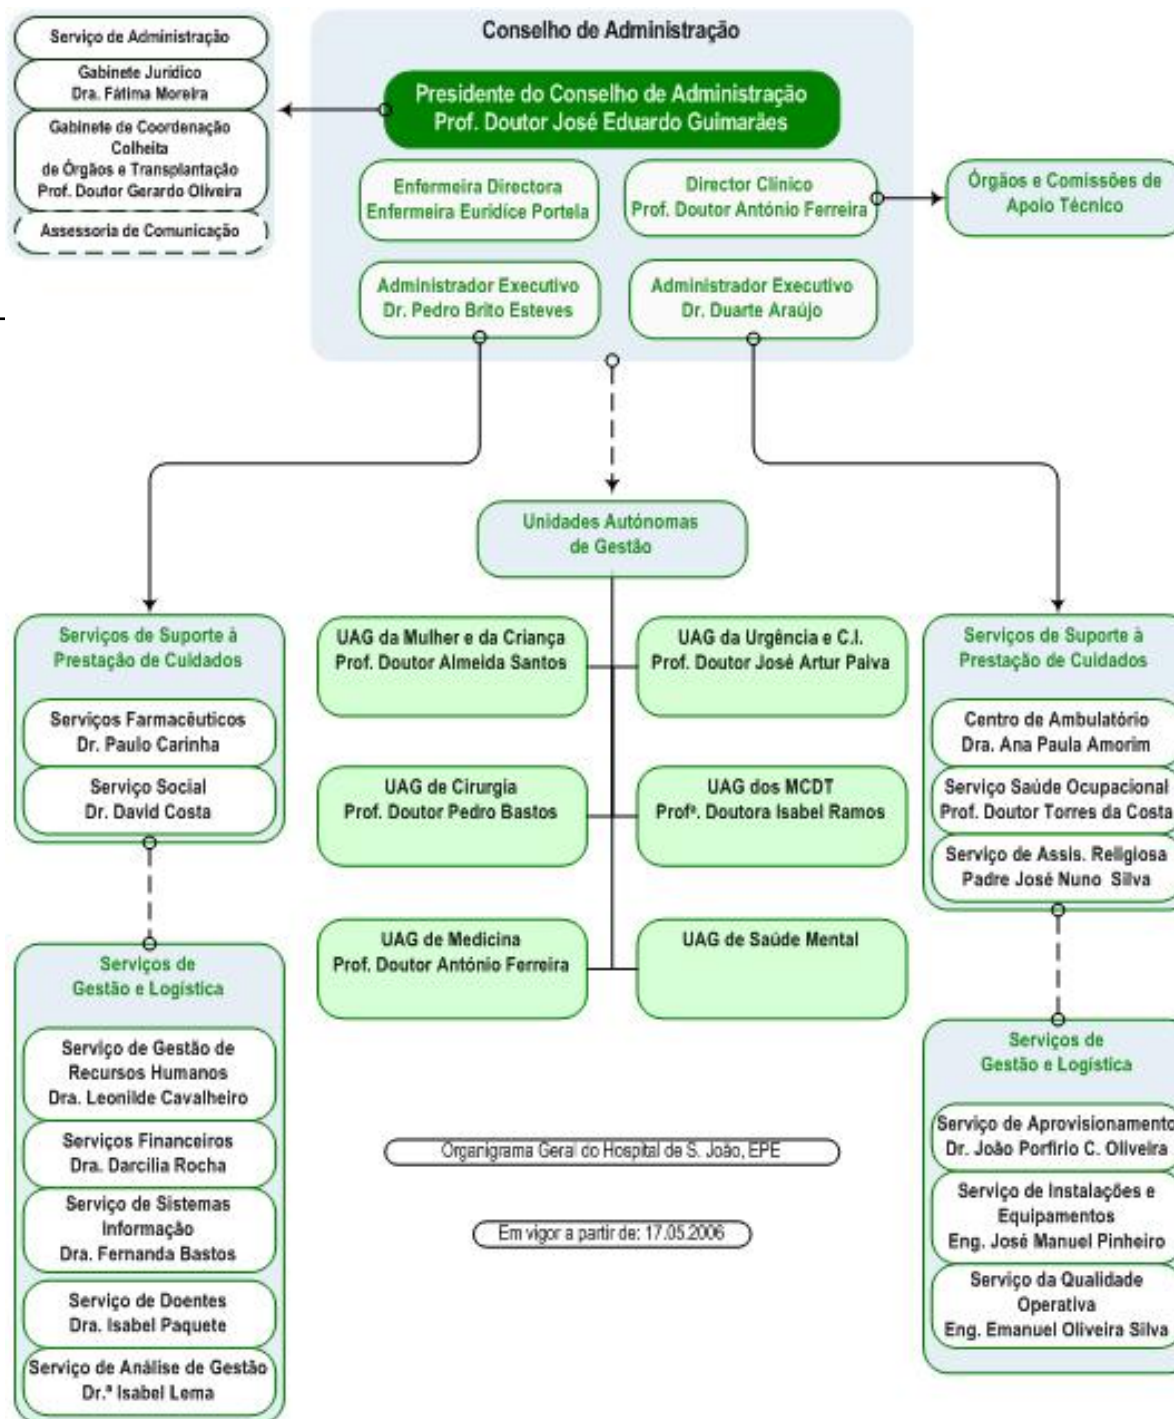 Serviço de Administração
Gabinete Jurídico
Dra. Fátima Moreira
Gabinete de Coordenação
Colheita
de Órgãos e Transplantação
Prof. Doutor Gerardo Oliveira
Assessoria de Comunicação
Conselho de Administração
Presidente do Conselho de Administração
Prof. Doutor José Eduardo Guimarães
Enfermeira Directora
Enfermeira Eurídice Portela
Director Clínico
Prof. Doutor António Ferreira
Órgãos e Comissões de
Apoio Técnico
Administrador Executivo
Dr. Pedro Brito Esteves
Administrador Executivo
Dr. Duarte Araújo
Unidades Autónomas
de Gestão
Serviços de Suporte à
Prestação de Cuidados
Serviços Farmacêuticos
Dr. Paulo Carinha
Serviço Social
Dr. David Costa
Serviços de
Gestão e Logística
Serviço de Gestão de
Recursos Humanos
Dra. Leonilde Cavalheiro
Serviços Financeiros
Dra. Darcilia Rocha
Serviço de Sistemas
Informação
Dra. Fernanda Bastos
Serviço de Doentes
Dra. Isabel Paquete
Serviço de Análise de Gestão
Dr.ª Isabel Lema
UAG da Mulher e da Criança
Prof. Doutor Almeida Santos
UAG da Urgência e C.I.
Prof. Doutor José Artur Paiva
UAG de Cirurgia
Prof. Doutor Pedro Bastos
UAG dos MCDT
Profª. Doutora Isabel Ramos
UAG de Medicina
Prof. Doutor António Ferreira
UAG de Saúde Mental
Organigrama Geral do Hospital de S. João, EPE
Em vigor a partir de: 17.05.2006
Serviços de Suporte à
Prestação de Cuidados
Centro de Ambulatório
Dra. Ana Paula Amorim
Serviço Saúde Ocupacional
Prof. Doutor Torres da Costa
Serviço de Assis. Religiosa
Padre José Nuno Silva
Serviços de
Gestão e Logística
Serviço de Aprovisionamento
Dr. João Porfírio C. Oliveira
Serviço de Instalações e
Equipamentos
Eng. José Manuel Pinheiro
Serviço da Qualidade
Operativa
Eng. Emanuel Oliveira Silva